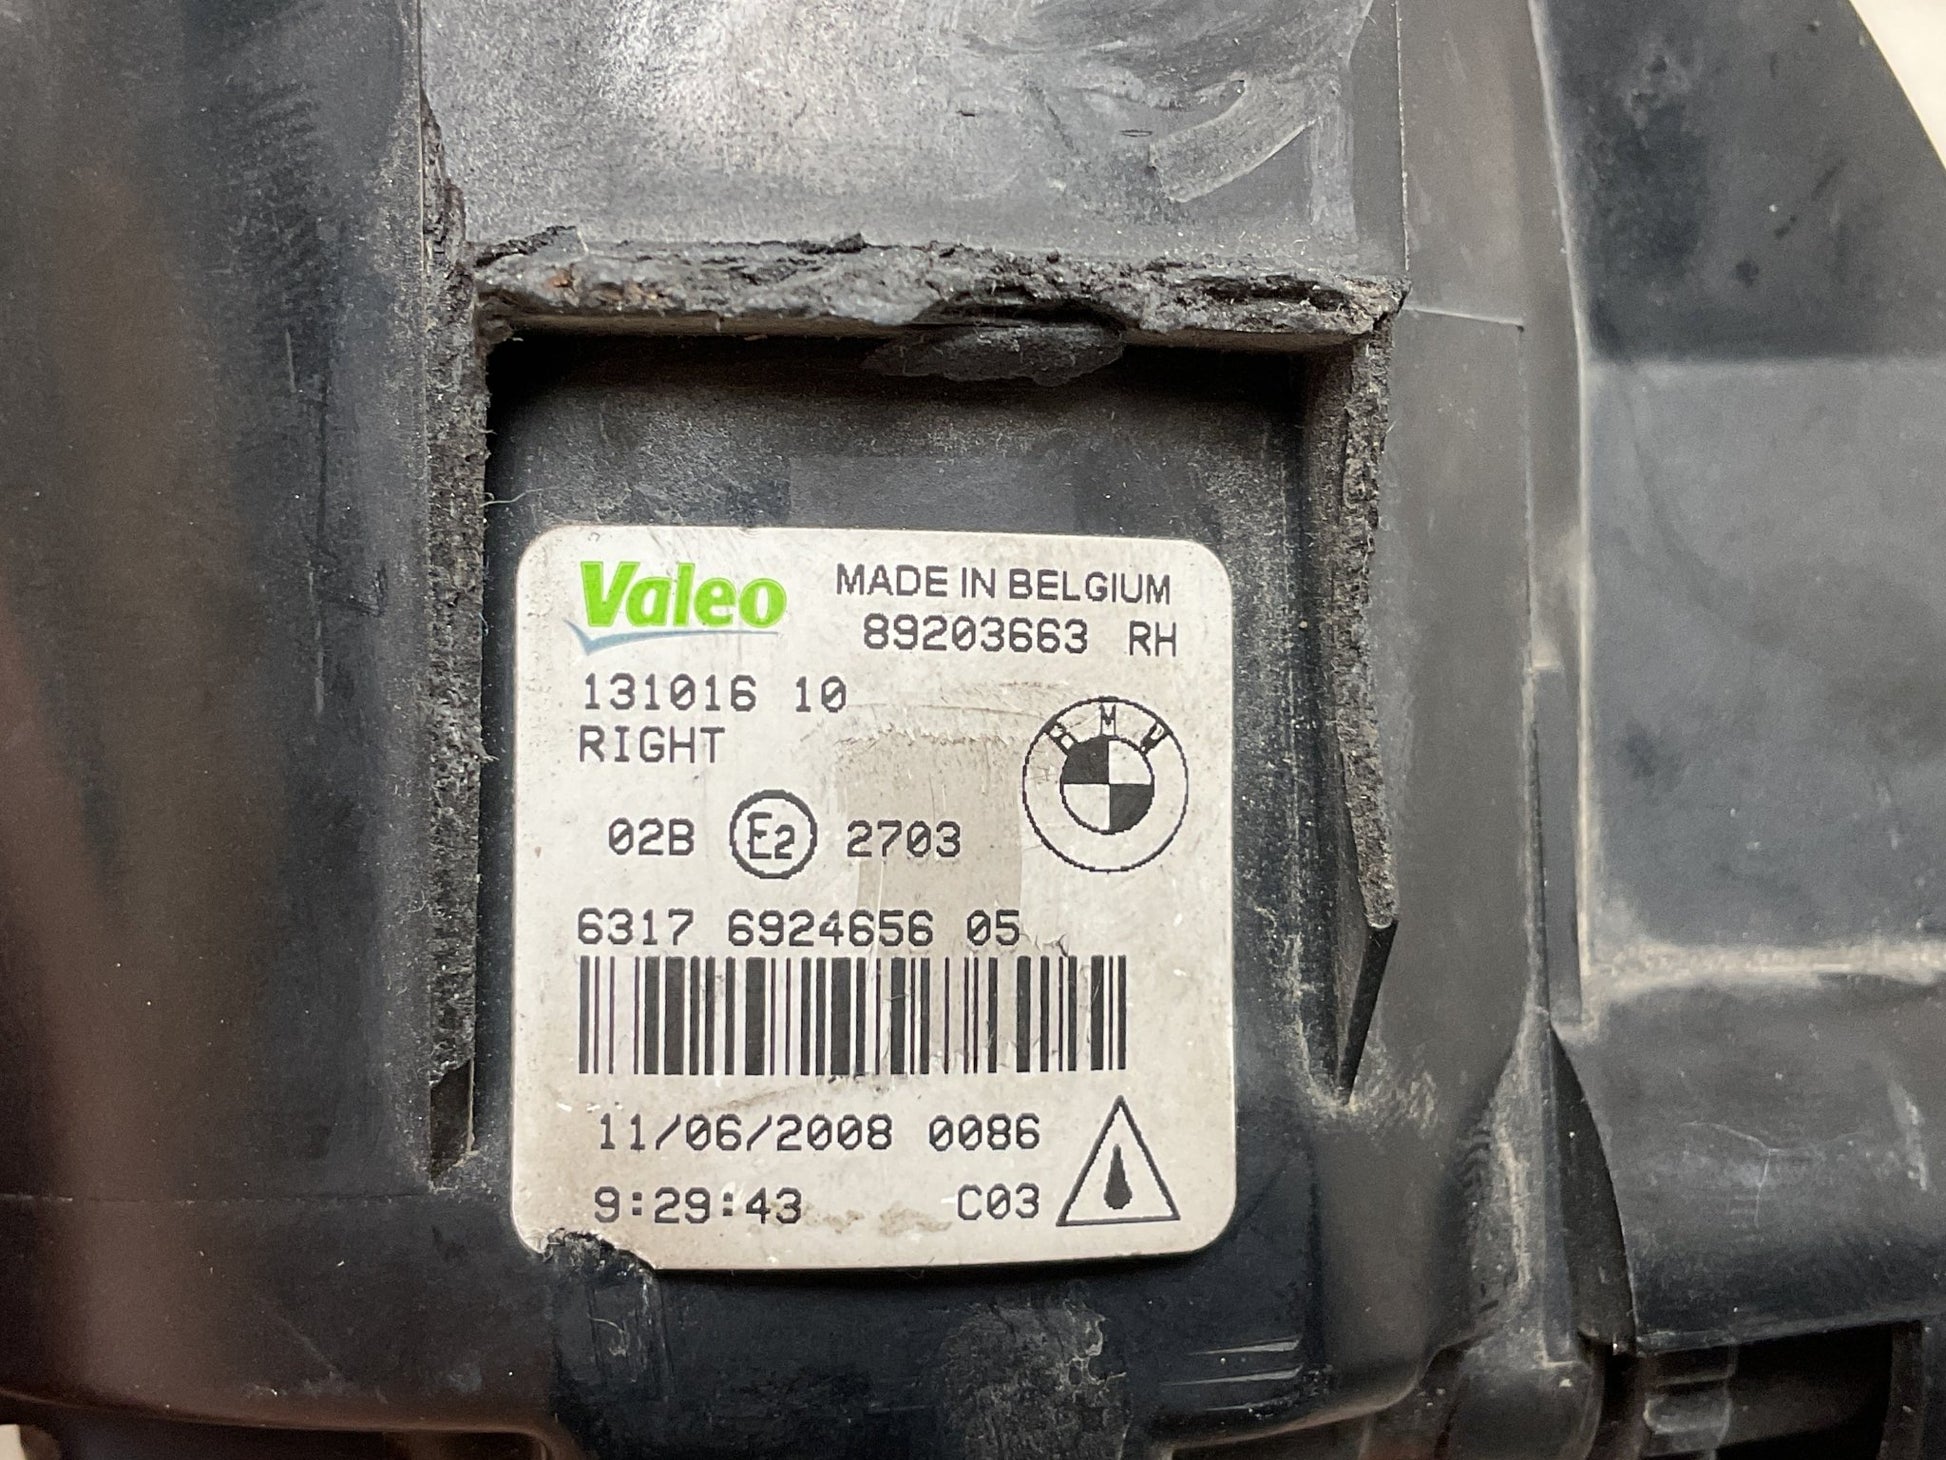 Valeo MADE IN BELGIUM
89203663 RH
131016 10
RIGHT
BMW
02B E2 2703
6317 6924656 05
11/06/2008 0086
9:29:43 C03